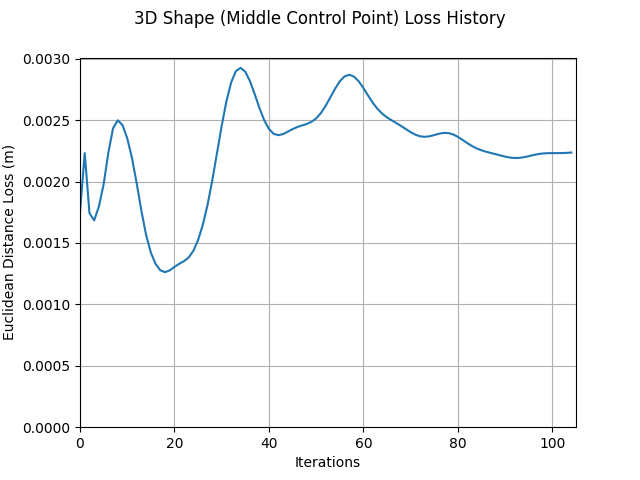 3D Shape (Middle Control Point) Loss History
0.0030
0.0025
0.0020
0.0015
0.0010
0.0005
0.0000
Euclidean Distance Loss (m)
0 20 40 60 80 100
Iterations